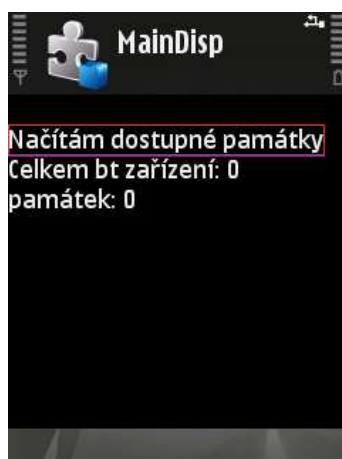 MainDisp
Načítám dostupné památky
Celkem bt zařízení: 0
památek: 0